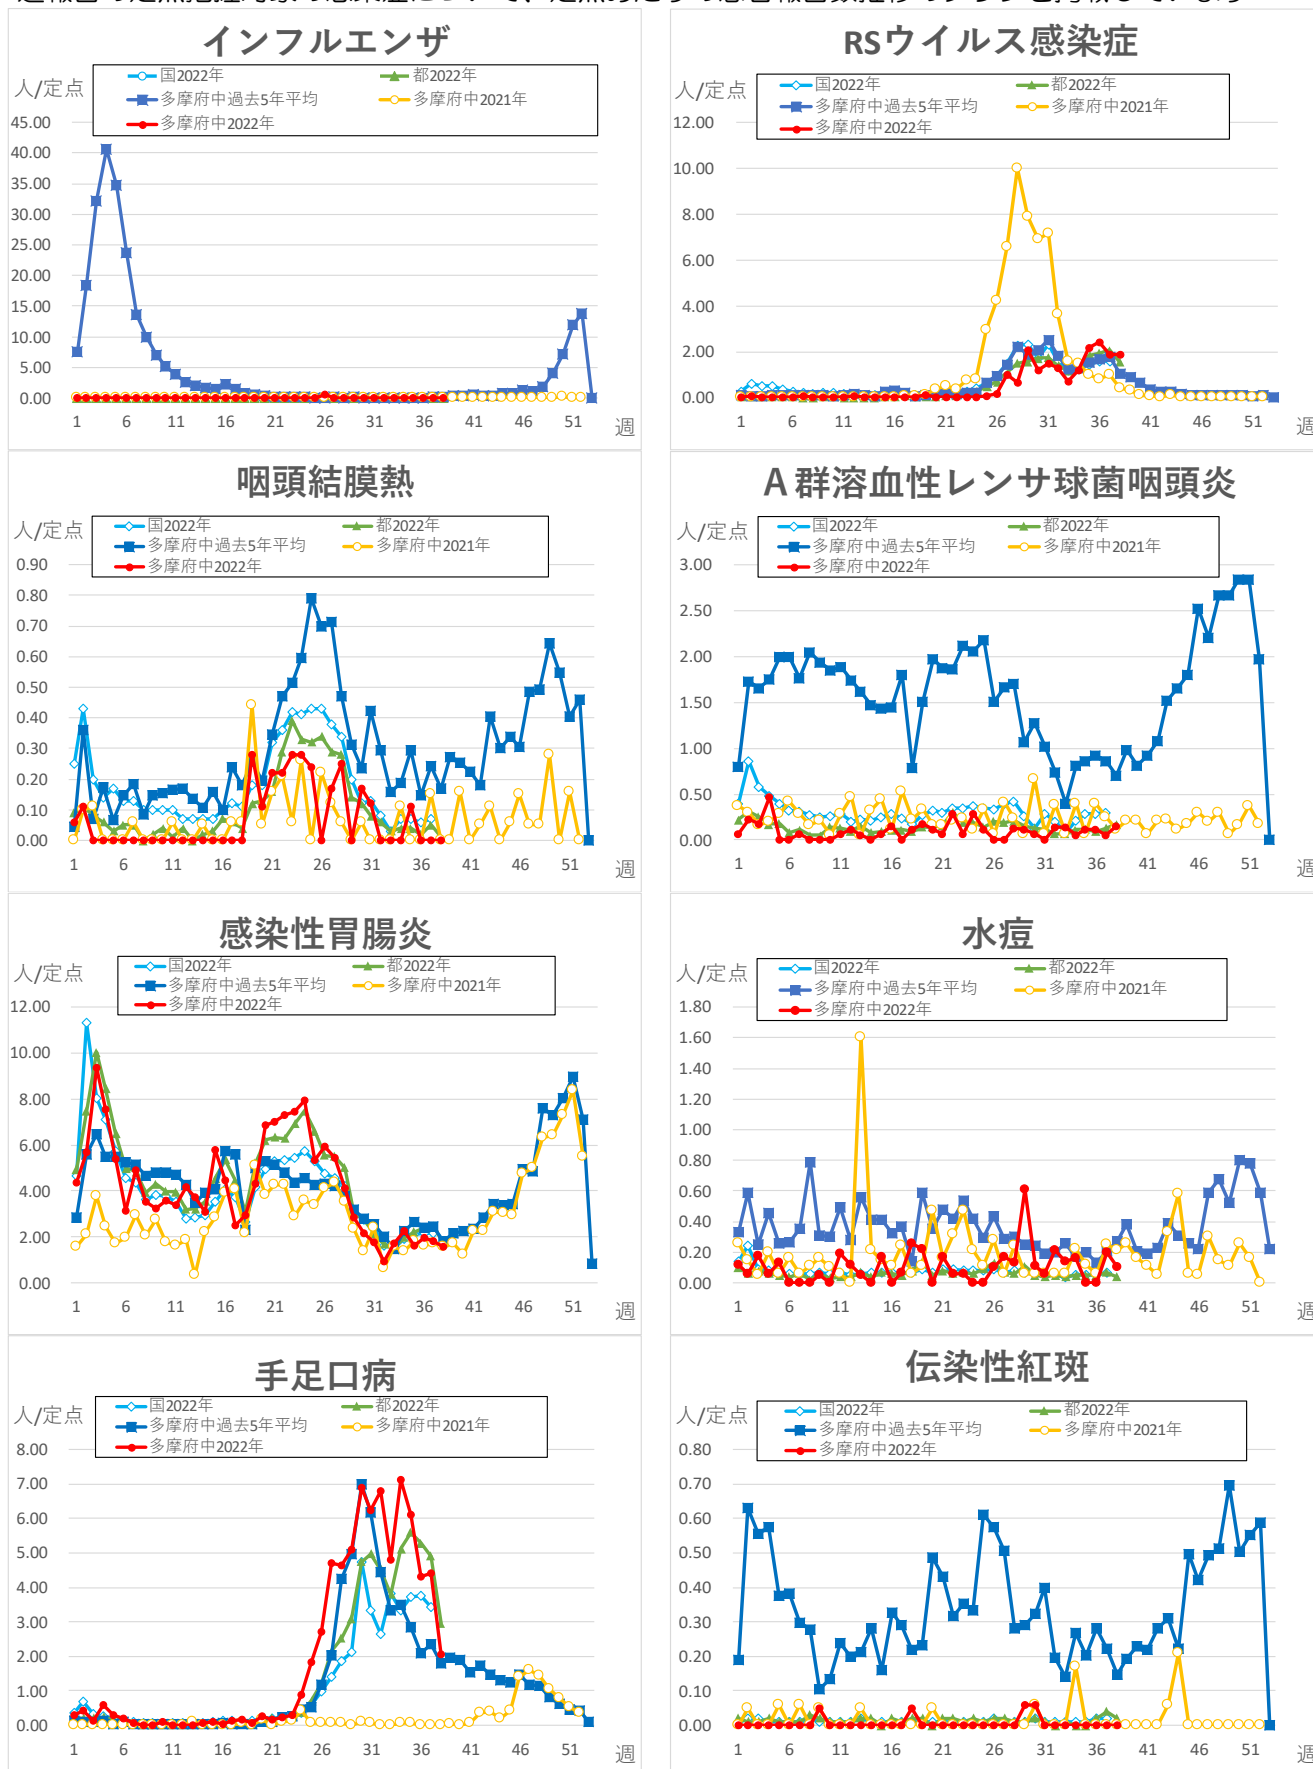 インフルエンザ
人/定点
国2022年 都2022年
多摩府中過去5年平均 多摩府中2021年
多摩府中2022年
45.00
40.00
35.00
30.00
25.00
20.00
15.00
10.00
5.00
0.00
1 6 11 16 21 26 31 36 41 46 51 週
RSウイルス感染症
人/定点
国2022年 都2022年
多摩府中過去5年平均 多摩府中2021年
多摩府中2022年
12.00
10.00
8.00
6.00
4.00
2.00
0.00
1 6 11 16 21 26 31 36 41 46 51 週
咽頭結膜熱
人/定点
国2022年 都2022年
多摩府中過去5年平均 多摩府中2021年
多摩府中2022年
0.90
0.80
0.70
0.60
0.50
0.40
0.30
0.20
0.10
0.00
1 6 11 16 21 26 31 36 41 46 51 週
A群溶血性レンサ球菌咽頭炎
人/定点
国2022年 都2022年
多摩府中過去5年平均 多摩府中2021年
多摩府中2022年
3.00
2.50
2.00
1.50
1.00
0.50
0.00
1 6 11 16 21 26 31 36 41 46 51 週
感染性胃腸炎
人/定点
国2022年 都2022年
多摩府中過去5年平均 多摩府中2021年
多摩府中2022年
12.00
10.00
8.00
6.00
4.00
2.00
0.00
1 6 11 16 21 26 31 36 41 46 51 週
水痘
人/定点
国2022年 都2022年
多摩府中過去5年平均 多摩府中2021年
多摩府中2022年
1.80
1.60
1.40
1.20
1.00
0.80
0.60
0.40
0.20
0.00
1 6 11 16 21 26 31 36 41 46 51 週
手足口病
人/定点
国2022年 都2022年
多摩府中過去5年平均 多摩府中2021年
多摩府中2022年
8.00
7.00
6.00
5.00
4.00
3.00
2.00
1.00
0.00
1 6 11 16 21 26 31 36 41 46 51 週
伝染性紅斑
人/定点
国2022年 都2022年
多摩府中過去5年平均 多摩府中2021年
多摩府中2022年
0.80
0.70
0.60
0.50
0.40
0.30
0.20
0.10
0.00
1 6 11 16 21 26 31 36 41 46 51 週